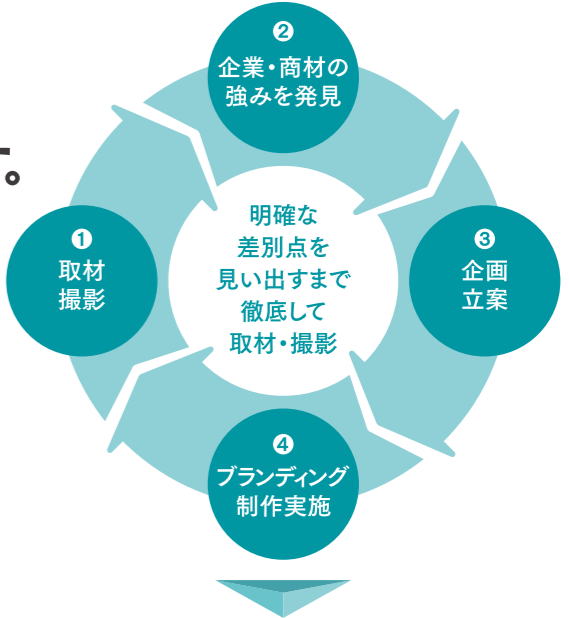 す。
❷
企業・商材の
強みを発見
❶
取材
撮影
明確な
差別点を
見い出すまで
徹底して
取材・撮影
❸
企画
立案
❹
ブランディング
制作実施